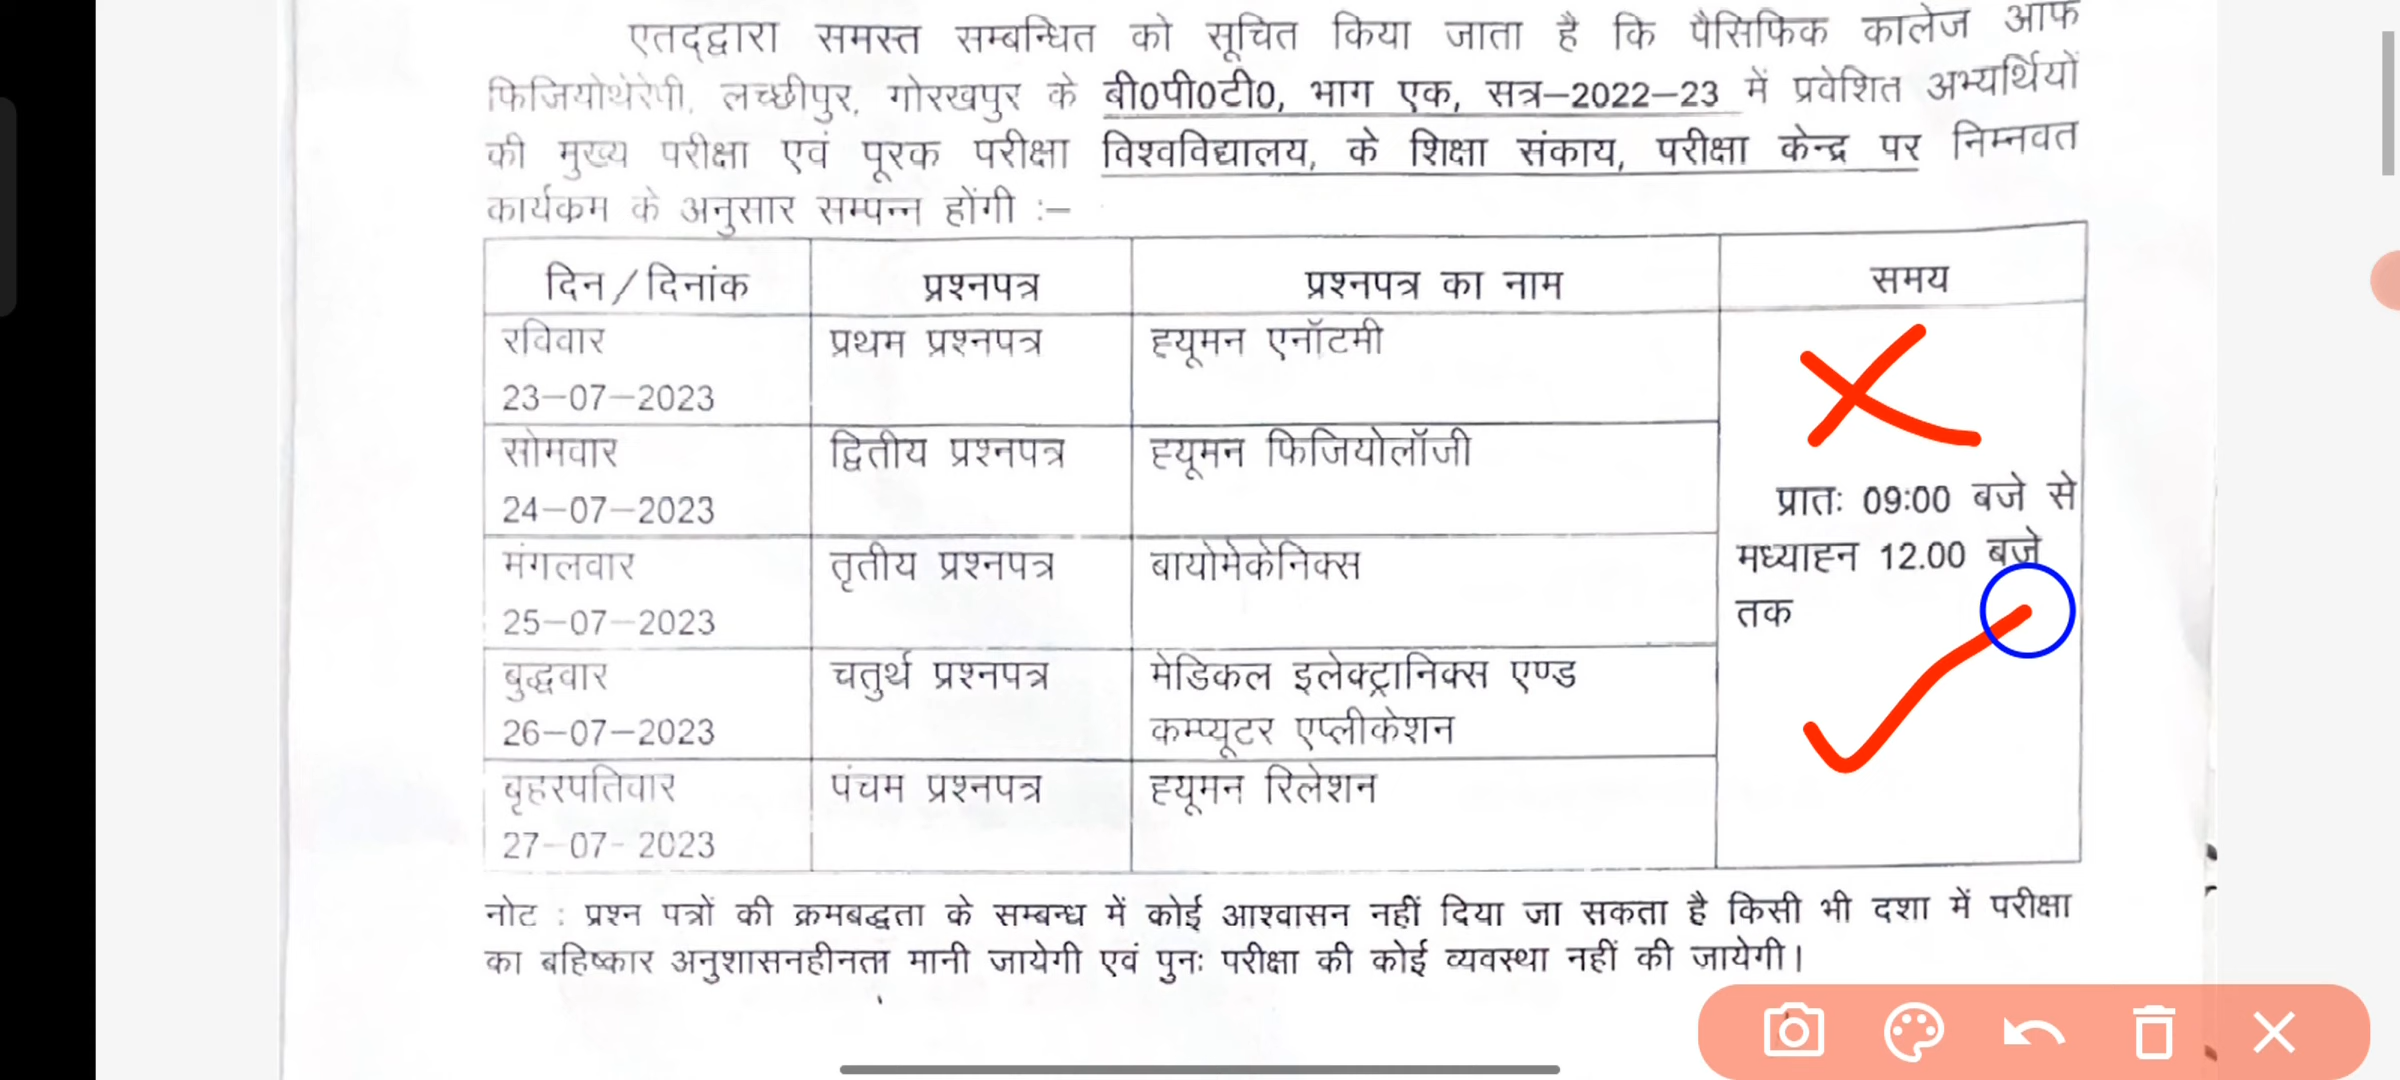 एतद्द्वारा समस्त सम्बन्धित को सूचित किया जाता है कि पैसिफिक कालेज आफ
फिजियोथेरेपी, लच्छीपुर, गोरखपुर के बी0पी0टी0, भाग एक, सत्र–2022–23 में प्रवेशित अभ्यर्थियों
की मुख्य परीक्षा एवं पूरक परीक्षा विश्वविद्यालय, के शिक्षा संकाय, परीक्षा केन्द्र पर निम्नवत
कार्यकम के अनुसार सम्पन्न होंगी :–
दिन/दिनांक प्रश्नपत्र प्रश्नपत्र का नाम समय
रविवार प्रथम प्रश्नपत्र ह्यूमन एनॉटमी
23–07–2023
सोमवार द्वितीय प्रश्नपत्र ह्यूमन फिजियोलॉजी
24–07–2023
प्रातः 09:00 बजे से
मध्याह्न 12.00 बजे
तक
मंगलवार तृतीय प्रश्नपत्र बायोमेकेनिक्स
25–07–2023
बुद्धवार चतुर्थ प्रश्नपत्र मेडिकल इलेक्ट्रानिक्स एण्ड
26–07–2023 कम्प्यूटर एप्लीकेशन
बृहस्पतिवार पंचम प्रश्नपत्र ह्यूमन रिलेशन
27–07–2023
नोट : प्रश्न पत्रों की क्रमबद्धता के सम्बन्ध में कोई आश्वासन नहीं दिया जा सकता है किसी भी दशा में परीक्षा
का बहिष्कार अनुशासनहीनता मानी जायेगी एवं पुनः परीक्षा की कोई व्यवस्था नहीं की जायेगी।